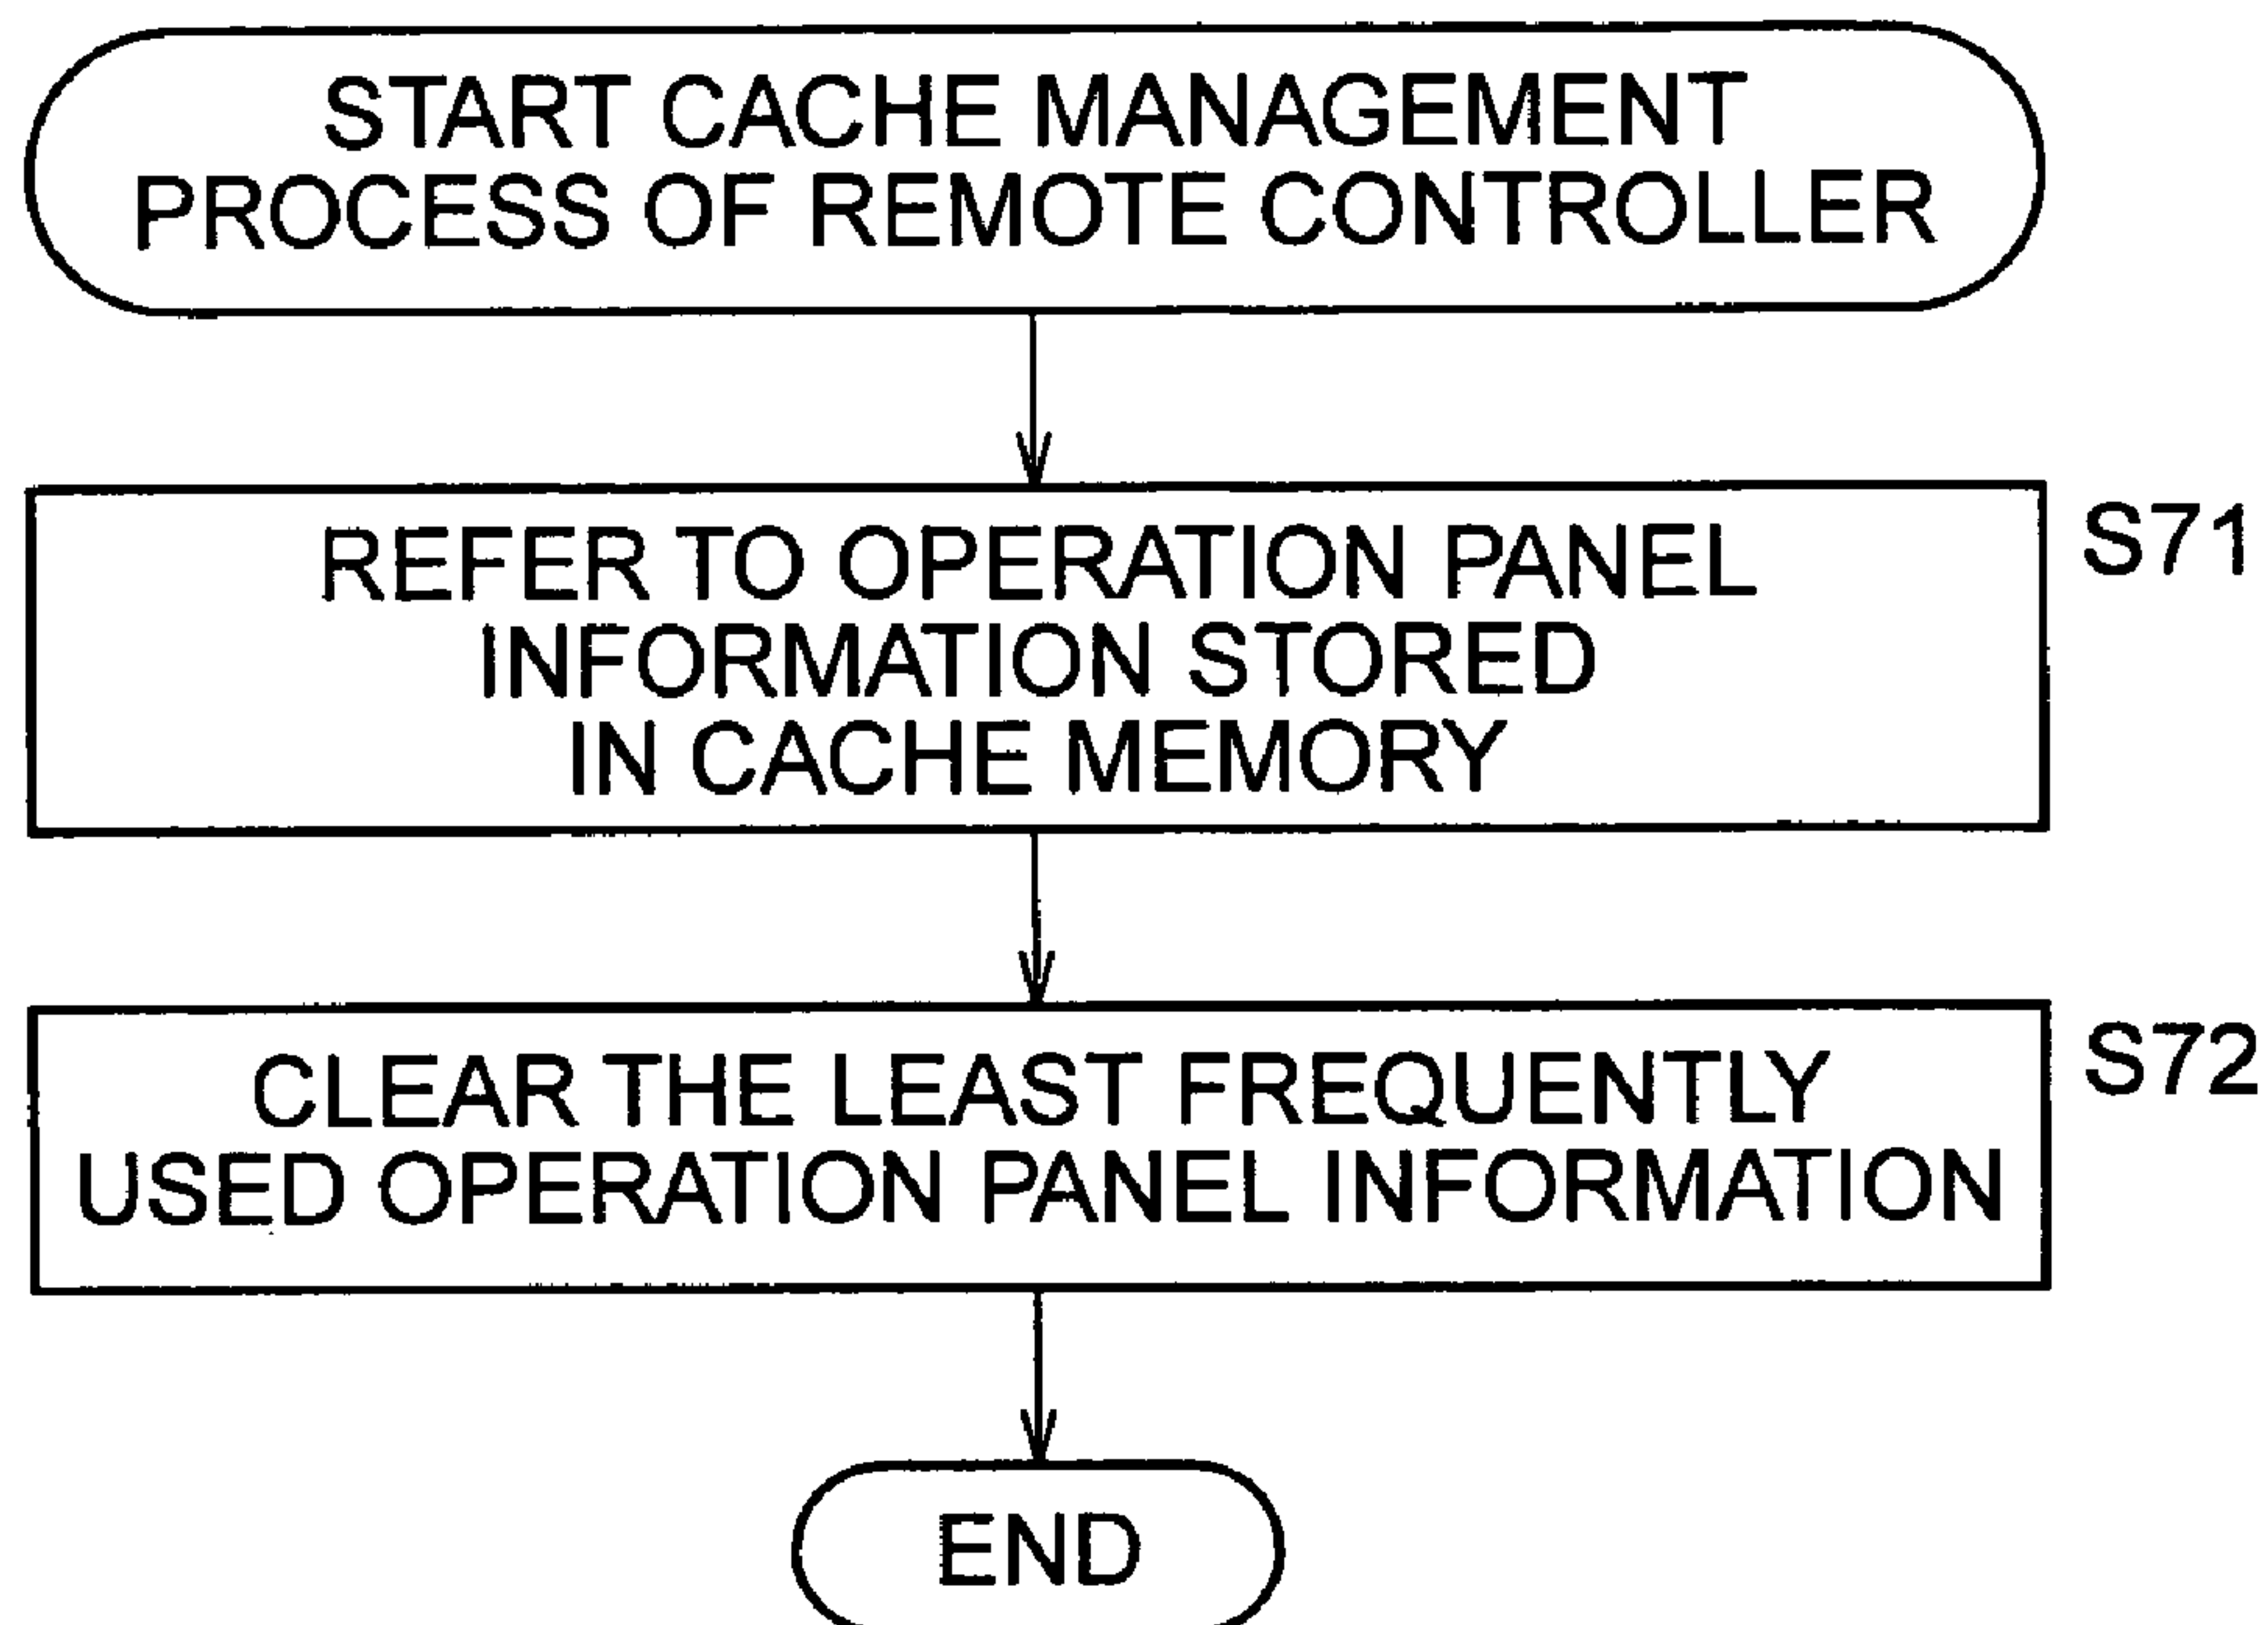 START CACHE MANAGEMENT
PROCESS OF REMOTE CONTROLLER
REFER TO OPERATION PANEL
INFORMATION STORED
IN CACHE MEMORY
S71
CLEAR THE LEAST FREQUENTLY
USED OPERATION PANEL INFORMATION
S72
END